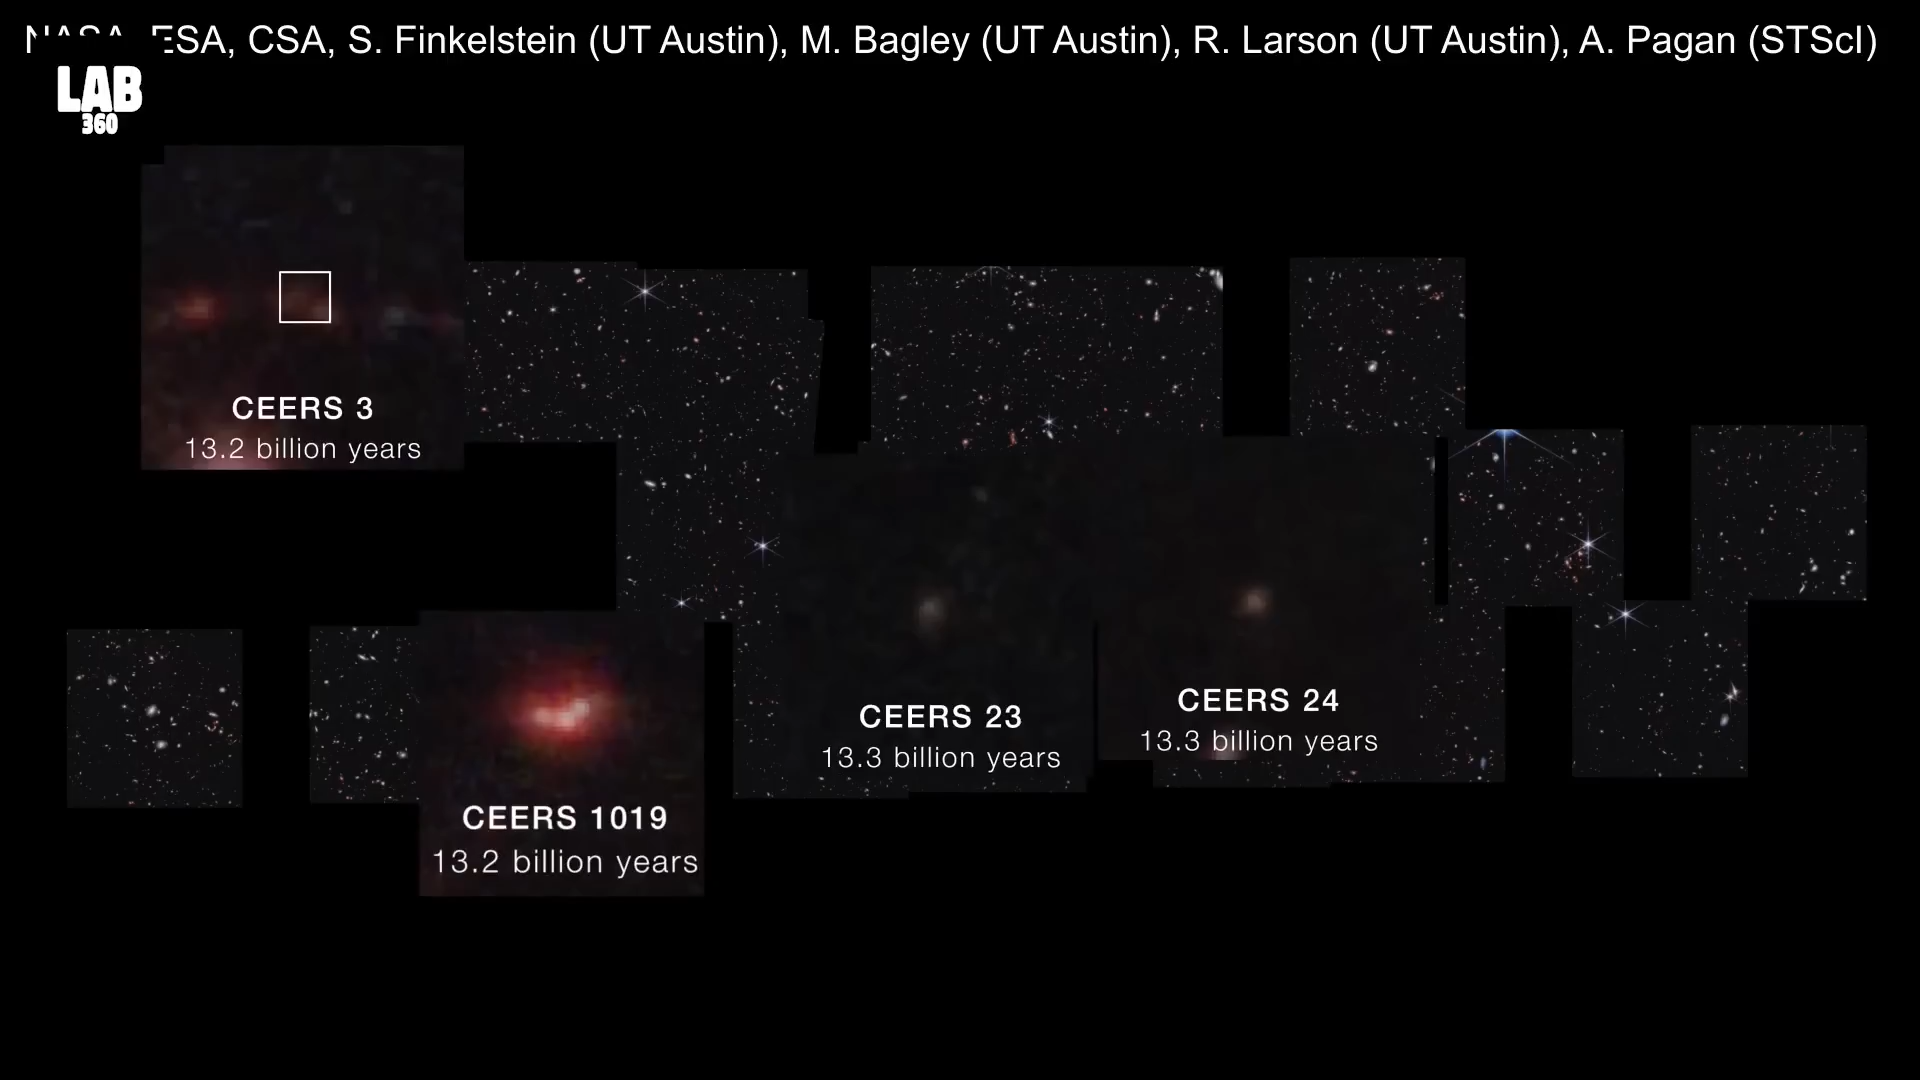 NASA, ESA, CSA, S. Finkelstein (UT Austin), M. Bagley (UT Austin), R. Larson (UT Austin), A. Pagan (STScI)
LAB
360
CEERS 3
13.2 billion years
CEERS 23
13.3 billion years
CEERS 24
13.3 billion years
CEERS 1019
13.2 billion years